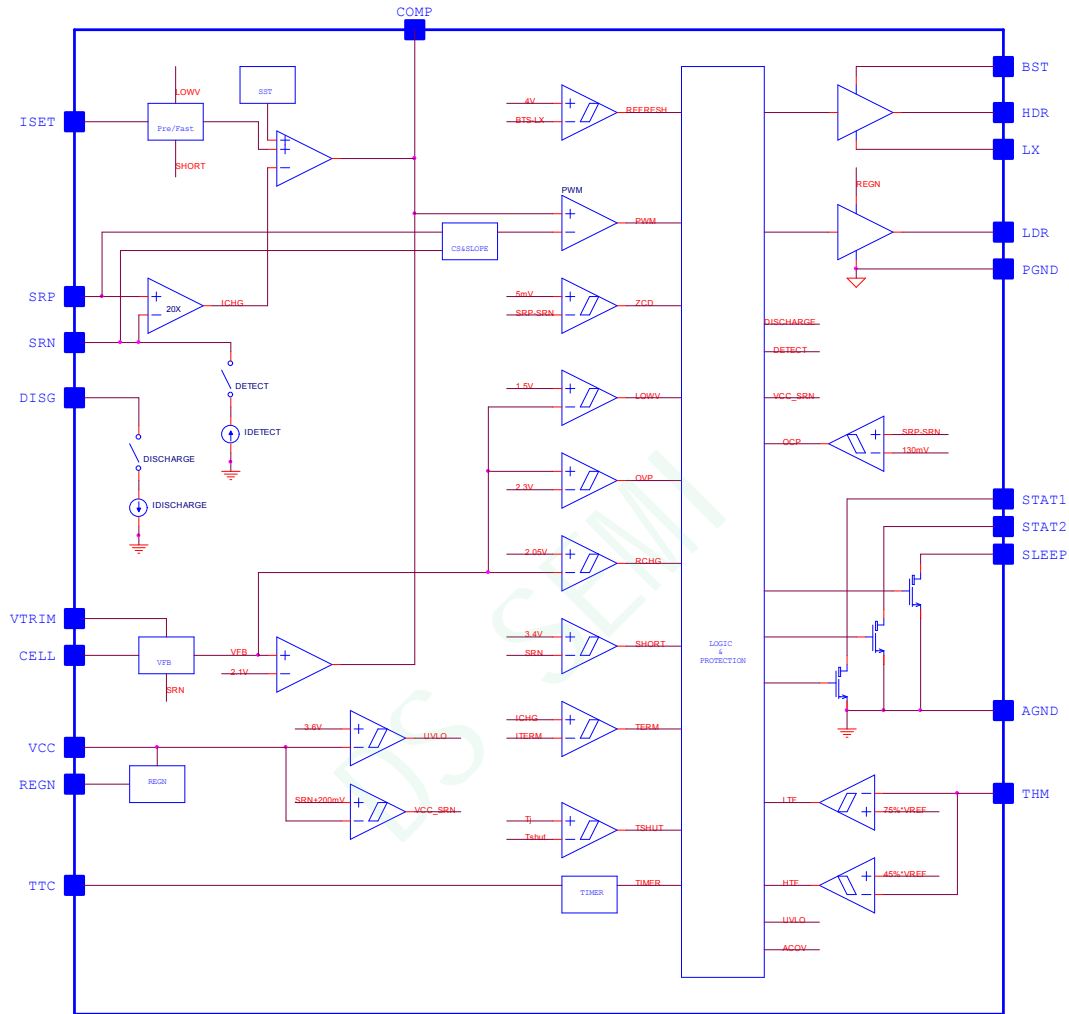 COMP
BST
LOWV
SST
4V
REFRESH
HDR
ISET
Pre/Fast
BTS-LX
LX
SHORT
REGN
PWM
PWM
LDR
CS&SLOPE
PGND
SRP
5mV
ICHG
20X
ZCD
SRP-SRN
DISCHARGE
SRN
DETECT
DETECT
1.5V
DISG
LOWV
VCC_SRN
IDETECT
SRP-SRN
OCP
130mV
DISCHARGE
OVP
2.3V
STAT1
IDISCHARGE
STAT2
2.05V
SLEEP
RCHG
DS SEMI
VTRIM
3.4V
LOGIC
&
PROTECTION
SHORT
CELL
VFB
VFB
SRN
2.1V
SRN
ICHG
AGND
3.6V
TERM
UVLO
ITERM
VCC
REGN
REGN
THM
SRN+200mV
LTF
VCC_SRN
75%*VREF
Tj
TSHUT
Tshut
45%*VREF
TTC
TIMER
TIMER
HTF
UVLO
ACOV